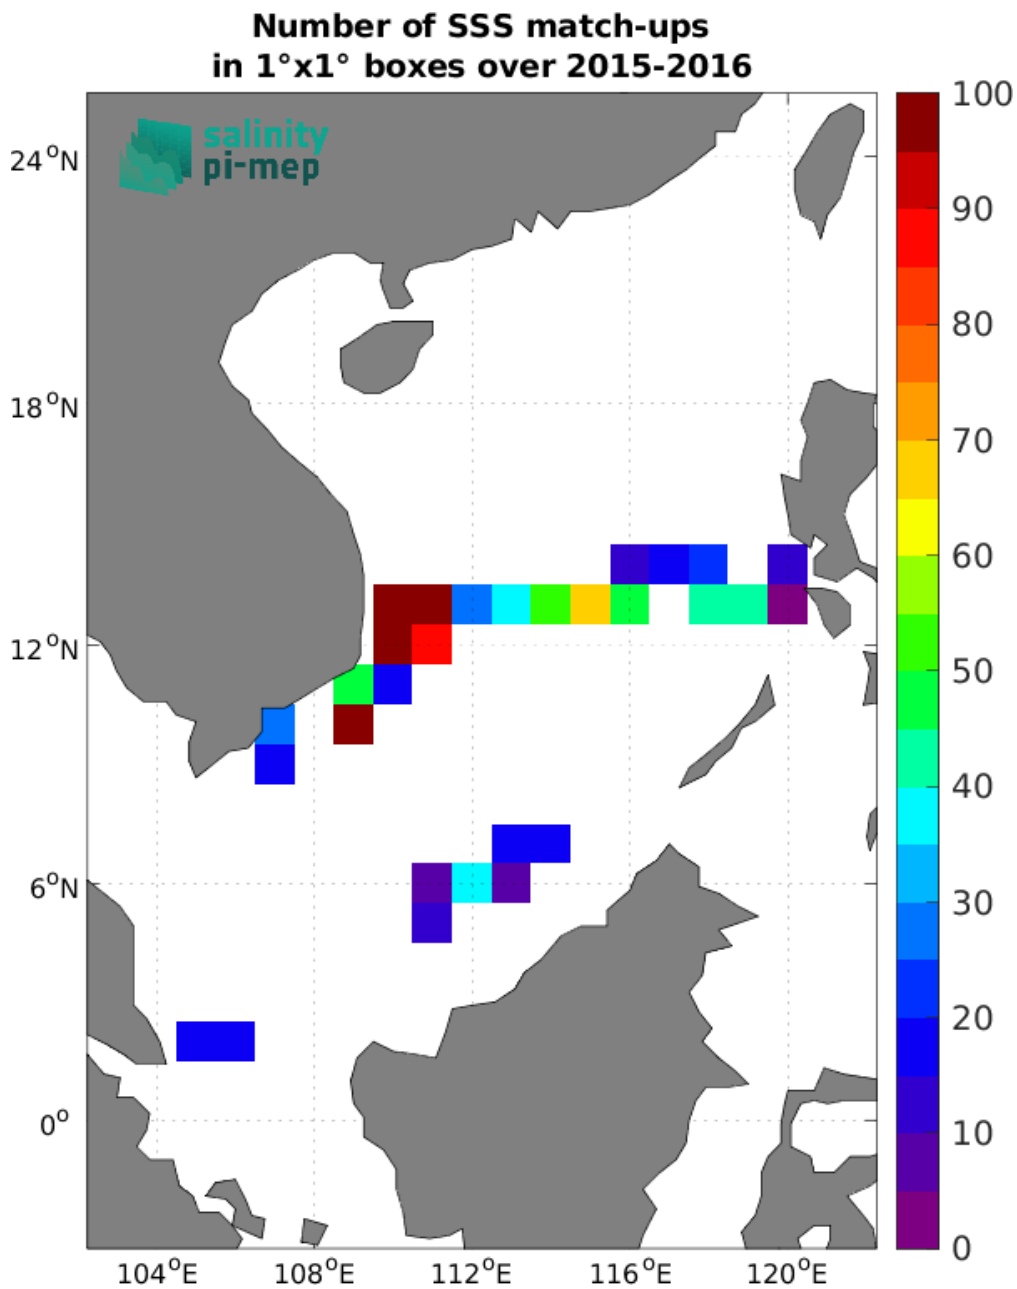 Number of SSS match-ups
in 1°x1° boxes over 2015-2016
salinity
pi-mep
24°N
18°N
12°N
6°N
0°
104°E 108°E 112°E 116°E 120°E
100
90
80
70
60
50
40
30
20
10
0